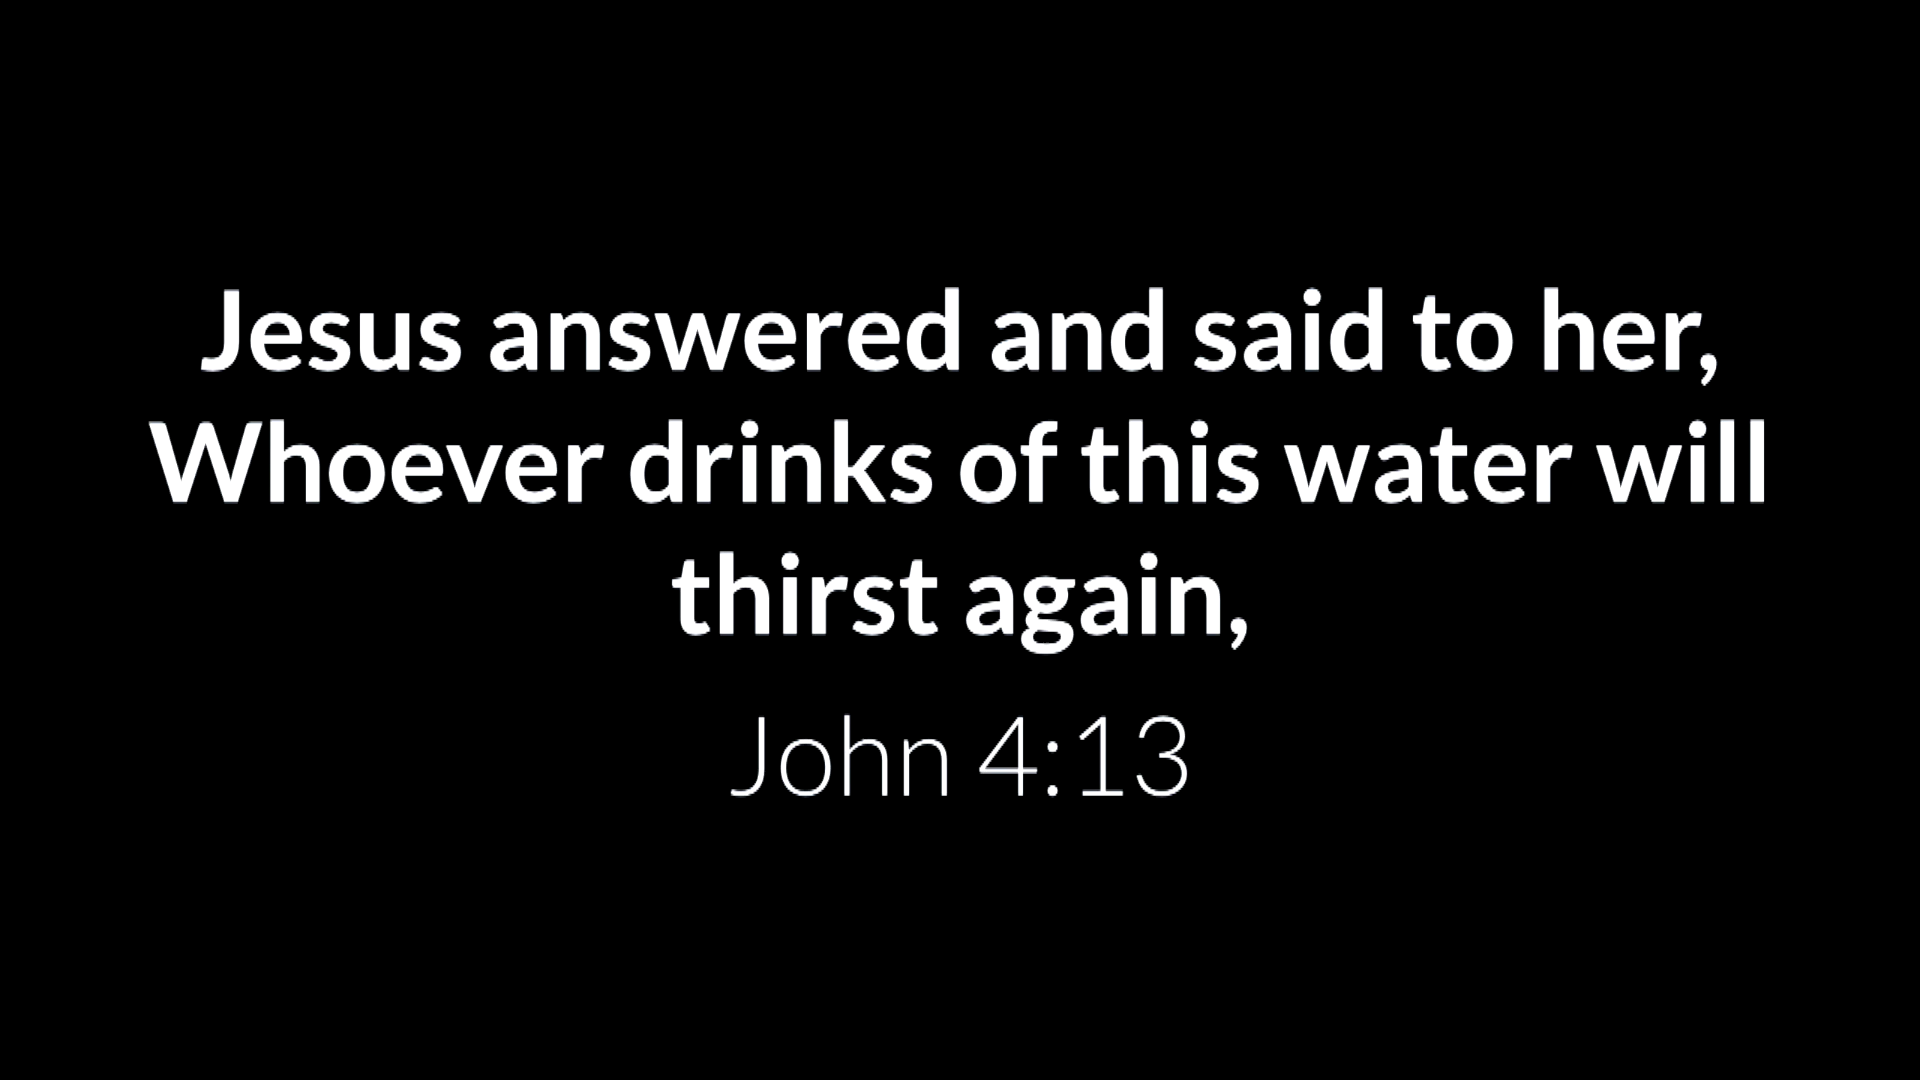 Jesus answered and said to her,
Whoever drinks of this water will
thirst again,
John 4:13